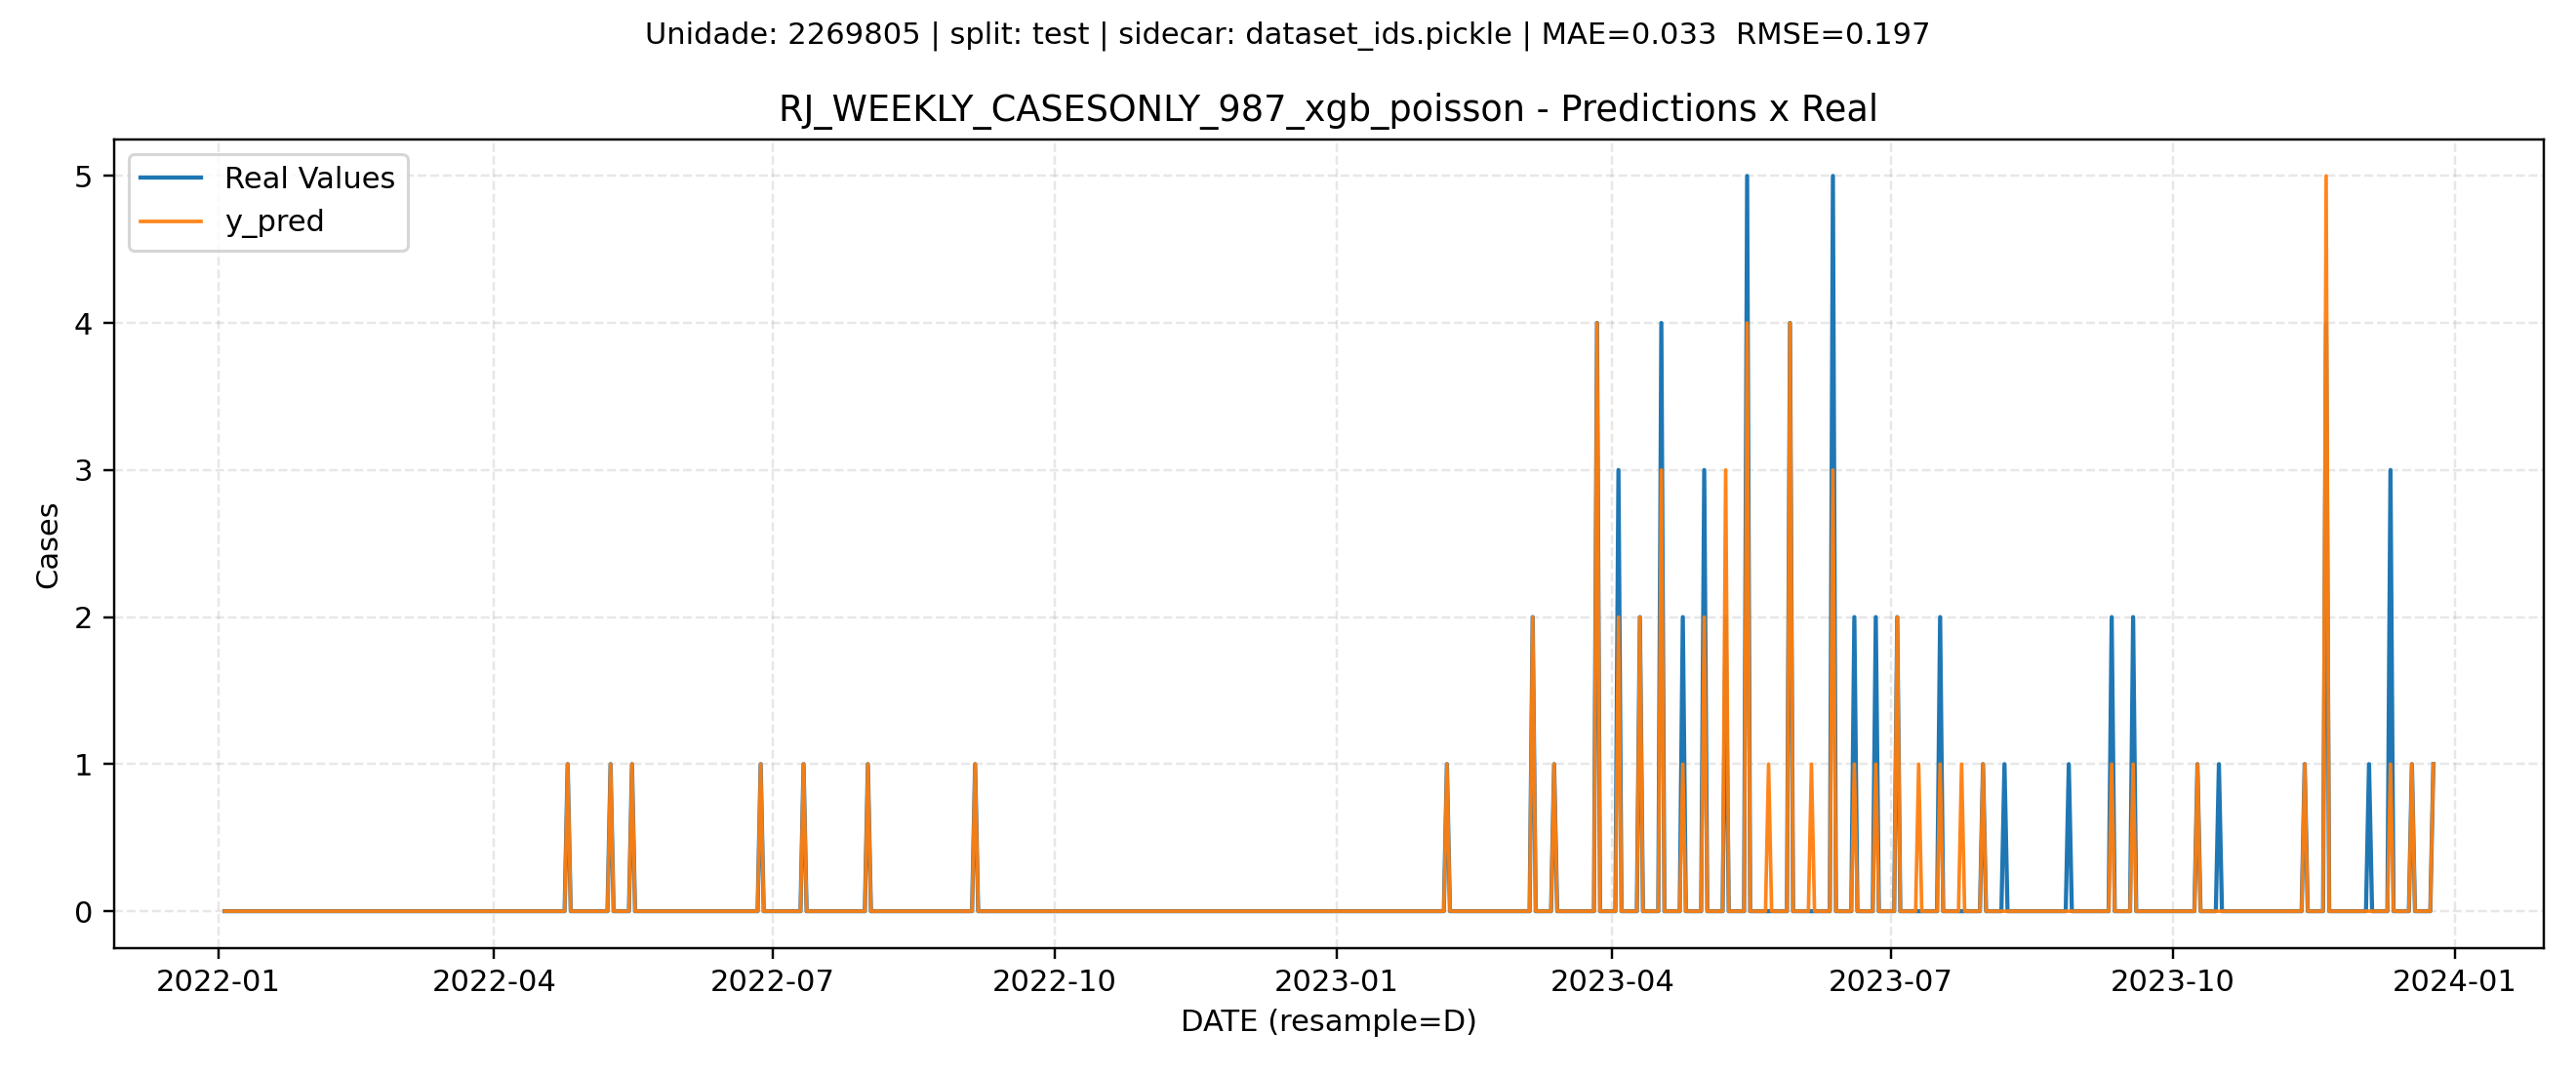 Unidade: 2269805 | split: test | sidecar: dataset_ids.pickle | MAE=0.033  RMSE=0.197
RJ_WEEKLY_CASESONLY_987_xgb_poisson - Predictions x Real
Real Values
y_pred
5
4
3
2
1
0
Cases
2022-01 2022-04 2022-07 2022-10 2023-01 2023-04 2023-07 2023-10 2024-01
DATE (resample=D)